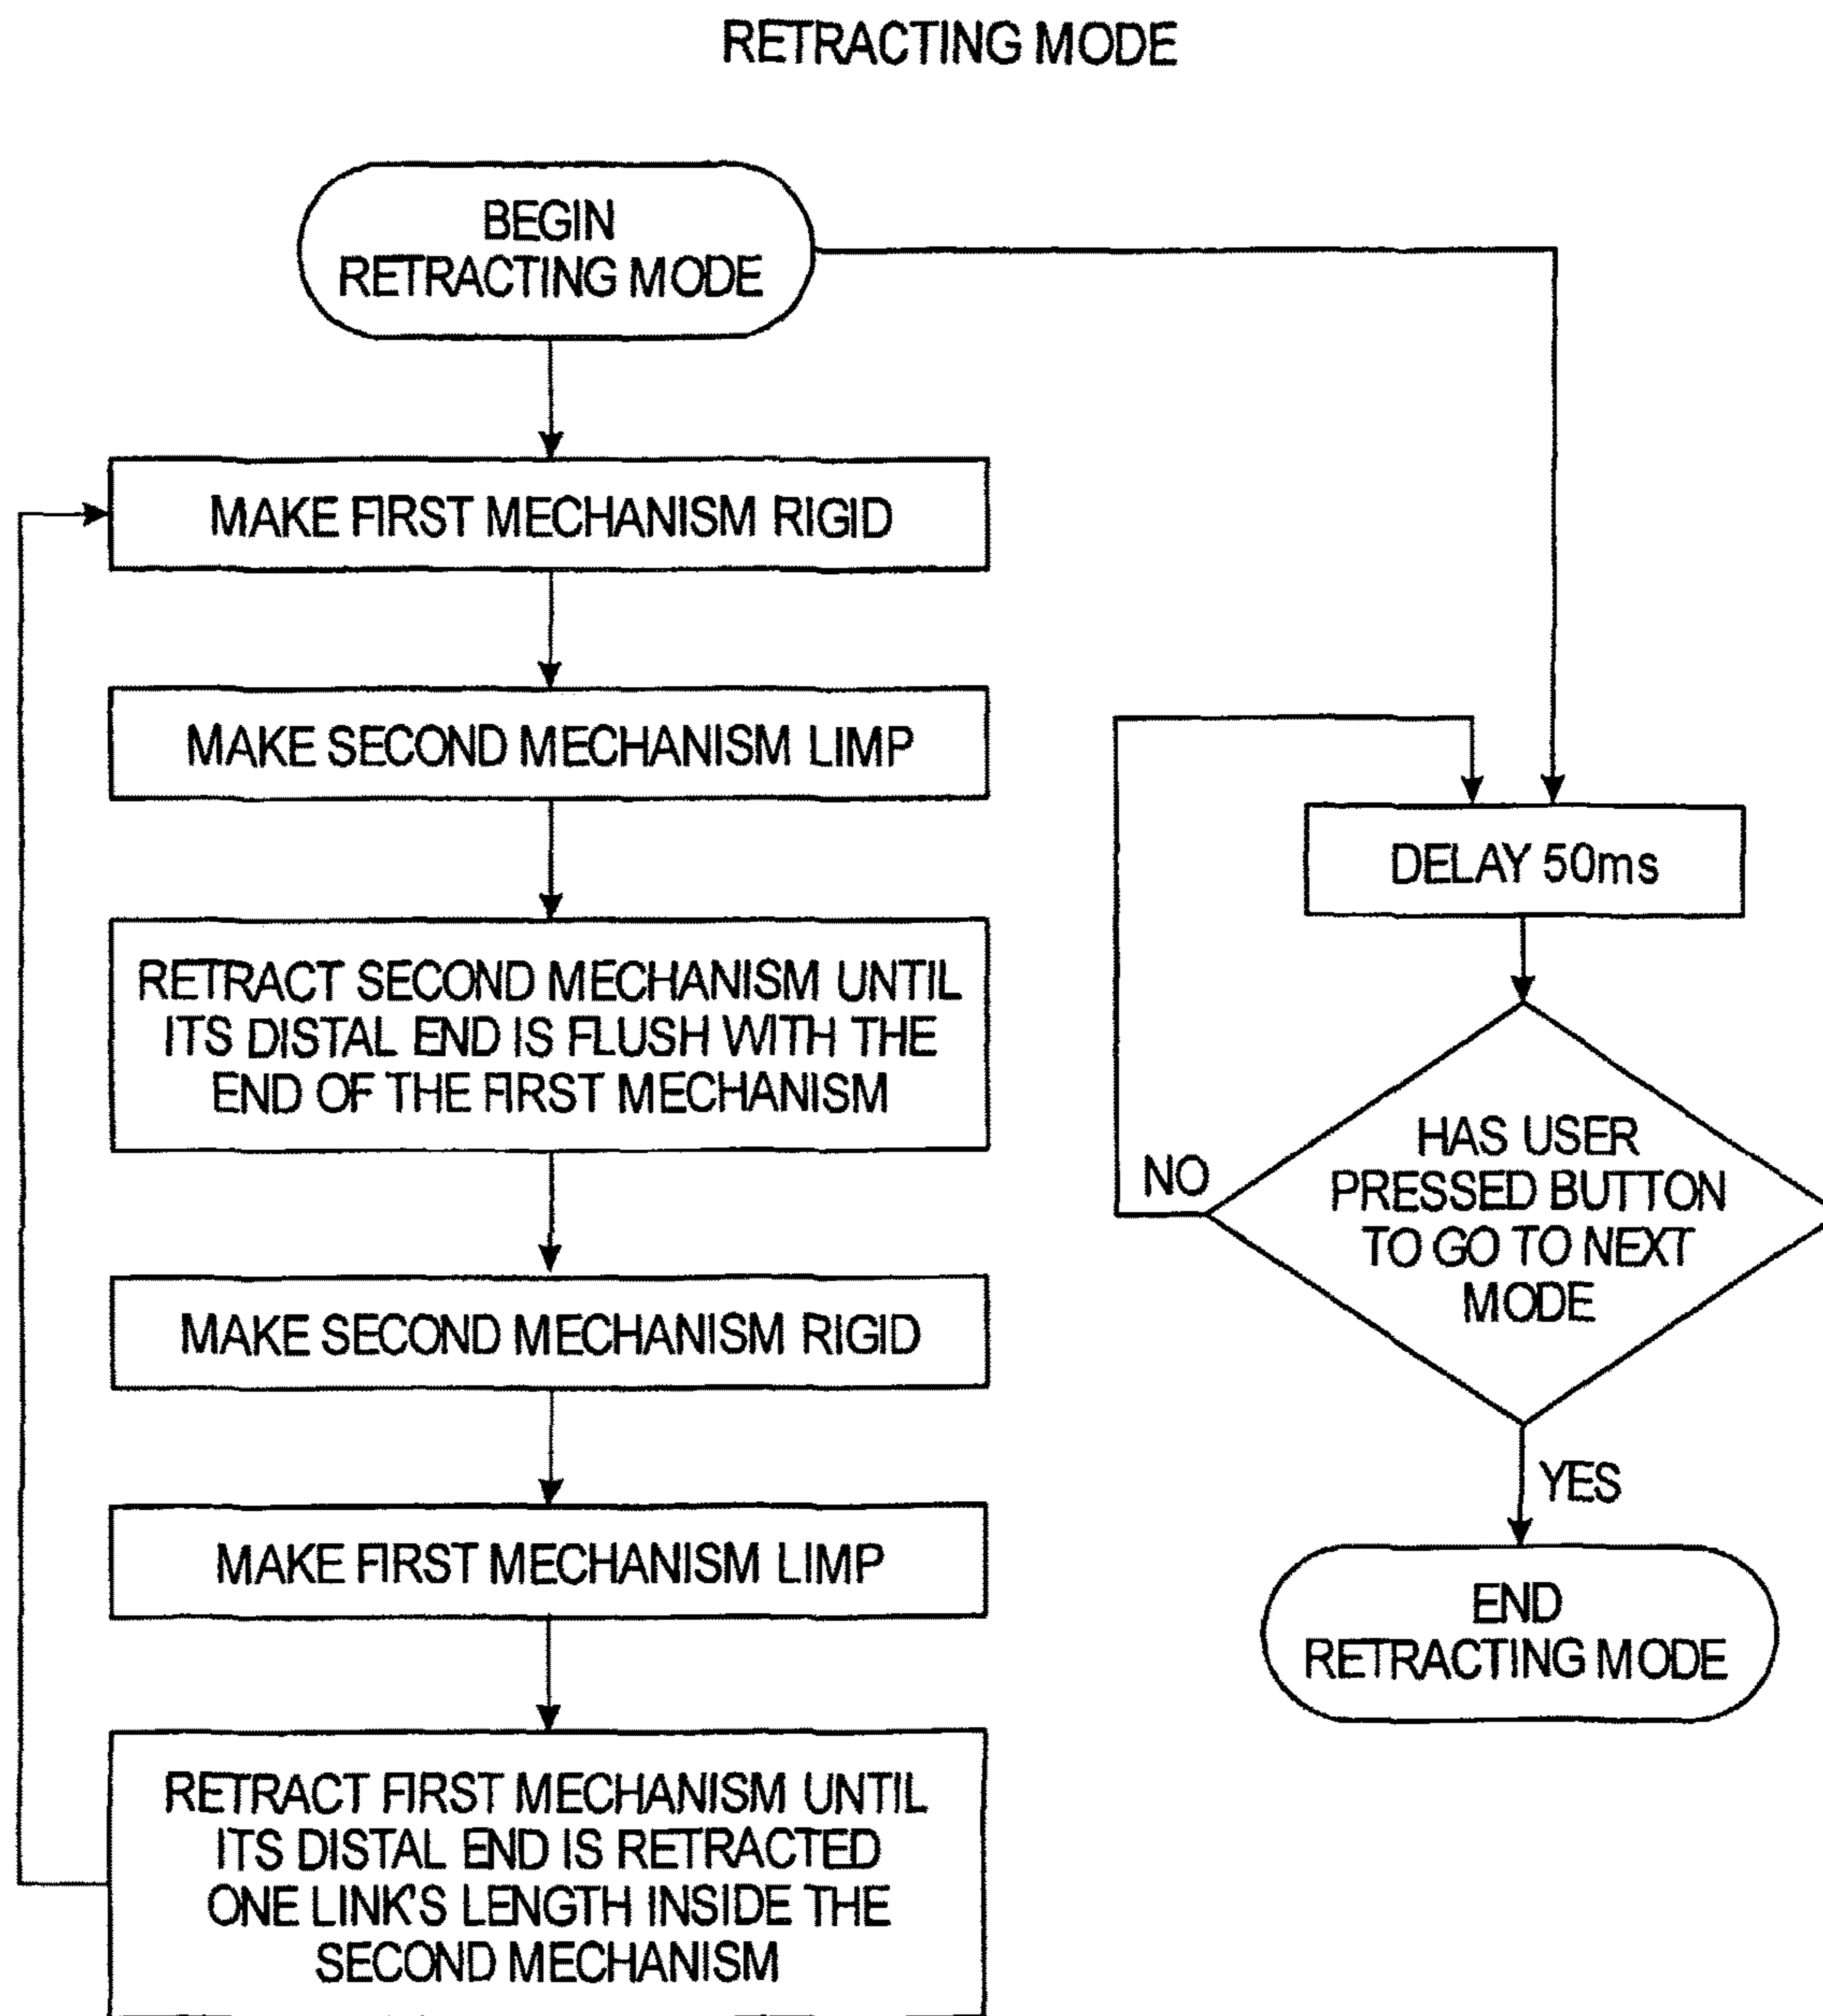 RETRACTING MODE
BEGIN
RETRACTING MODE
MAKE FIRST MECHANISM RIGID
MAKE SECOND MECHANISM LIMP
RETRACT SECOND MECHANISM UNTIL
ITS DISTAL END IS FLUSH WITH THE
END OF THE FIRST MECHANISM
MAKE SECOND MECHANISM RIGID
MAKE FIRST MECHANISM LIMP
RETRACT FIRST MECHANISM UNTIL
ITS DISTAL END IS RETRACTED
ONE LINK'S LENGTH INSIDE THE
SECOND MECHANISM
DELAY 50ms
HAS USER
PRESSED BUTTON
TO GO TO NEXT
MODE
NO
YES
END
RETRACTING MODE